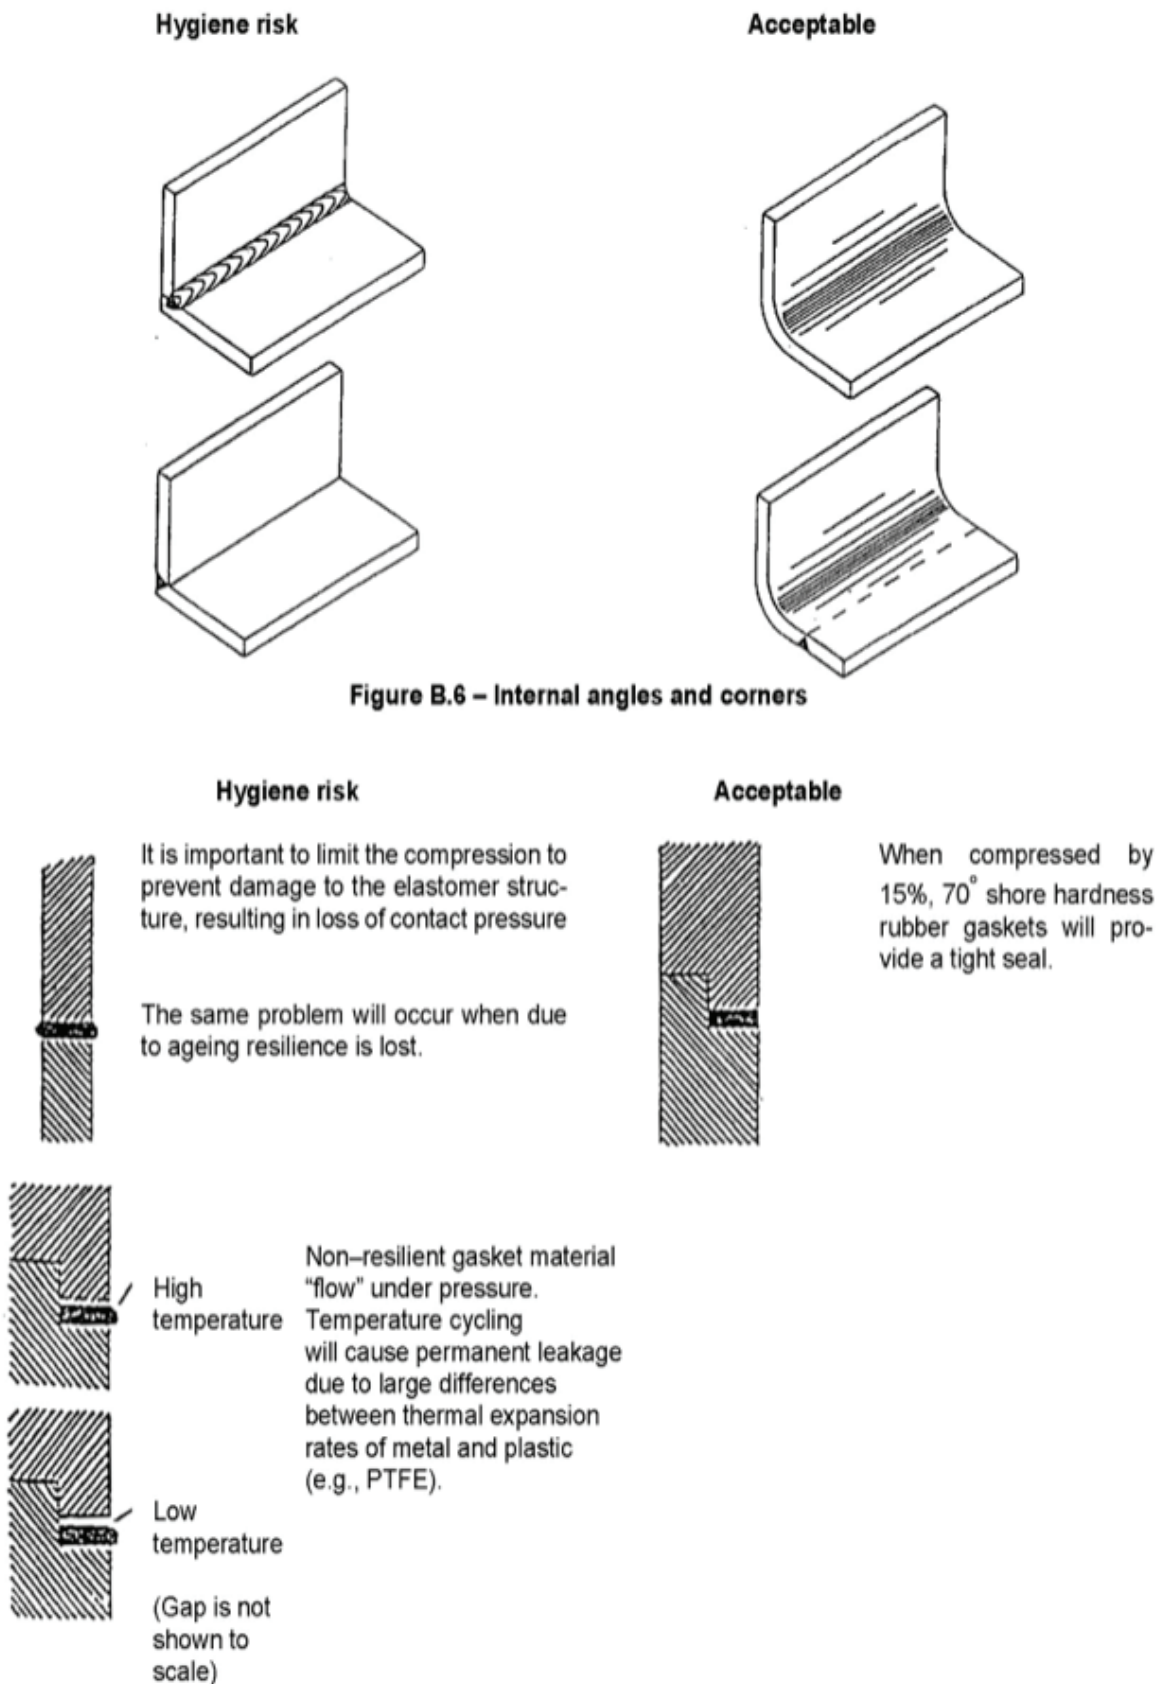 Hygiene risk
Acceptable
Figure B.6 – Internal angles and corners
Hygiene risk
Acceptable
It is important to limit the compression to
prevent damage to the elastomer struc-
ture, resulting in loss of contact pressure
The same problem will occur when due
to ageing resilience is lost.
When compressed by
15%, 70° shore hardness
rubber gaskets will pro-
vide a tight seal.
High
temperature
Non–resilient gasket material
“flow” under pressure.
Temperature cycling
will cause permanent leakage
due to large differences
between thermal expansion
rates of metal and plastic
(e.g., PTFE).
Low
temperature
(Gap is not
shown to
scale)